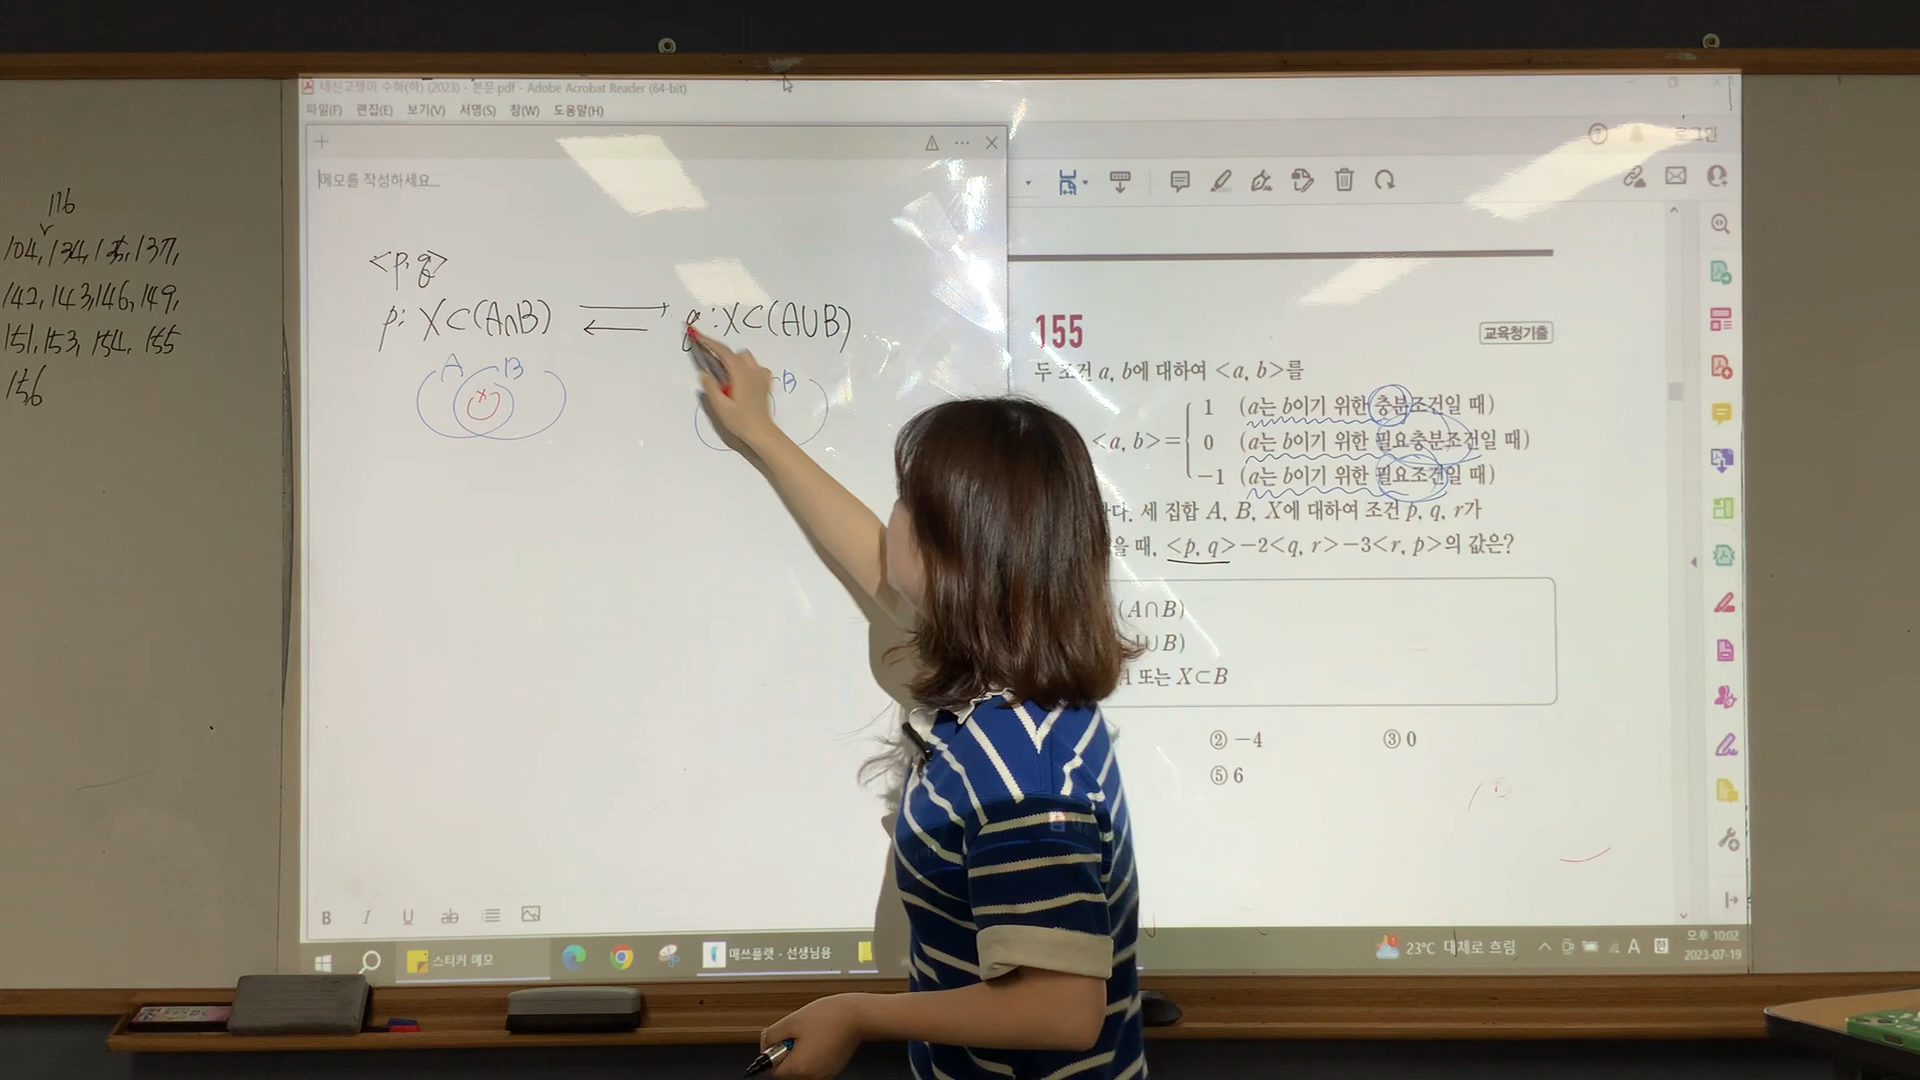 116
104, 134, 135, 137,
142, 143, 146, 149,
151, 153, 154, 155
156
내신고쟁이 수학(하) (2023) - 본문.pdf - Adobe Acrobat Reader (64-bit)
파일(F) 편집(E) 보기(V) 서명(S) 창(W) 도움말(H)
메모를 작성하세요...
<p, q>
p: X⊂(A∩B) q: X⊂(A∪B)
A B
x
B
로그인
155
교육청기출
두 조건 a, b에 대하여 <a, b>를
1 (a는 b이기 위한 충분조건일 때)
<a, b>= 0 (a는 b이기 위한 필요충분조건일 때)
-1 (a는 b이기 위한 필요조건일 때)
다. 세 집합 A, B, X에 대하여 조건 p, q, r가
을 때, <p, q>-2<q, r>-3<r, p>의 값은?
(A∩B)
∪B)
A 또는 X⊂B
② -4 ③ 0
⑤ 6
B I U ab
스티커 메모
매쓰플랫 - 선생님용
23°C 대체로 흐림
A 한
오후 10:02
2023-07-19